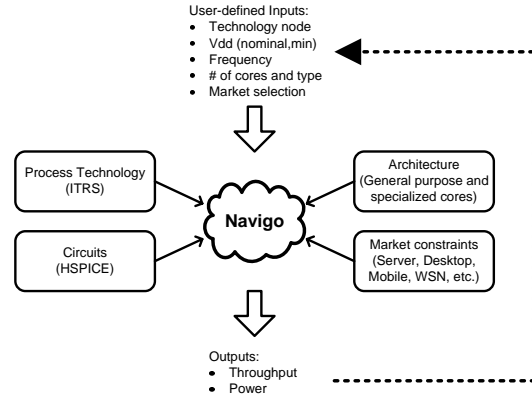 User-defined Inputs:
• Technology node
• Vdd (nominal,min)
• Frequency
• # of cores and type
• Market selection
Process Technology
(ITRS)
Architecture
(General purpose and
specialized cores)
Navigo
Circuits
(HSPICE)
Market constraints
(Server, Desktop,
Mobile, WSN, etc.)
Outputs:
• Throughput
• Power